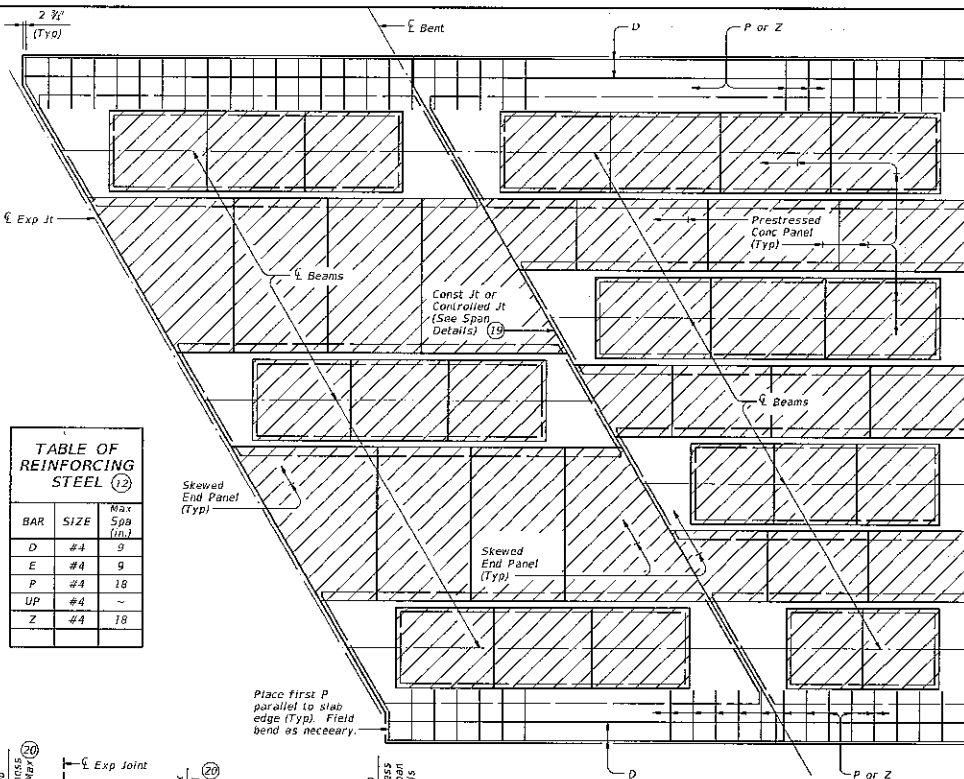 2 3/4"
(Typ)
℄ Bent
D
P or Z
℄ Exp Jt
℄ Beams
Prestressed
Conc Panel
(Typ)
Const Jt or
Controlled Jt
(See Span
Details) 19
℄ Beams
TABLE OF
REINFORCING
STEEL 12
BAR SIZE Max Spa (in.)
D #4 9
E #4 9
P #4 18
UP #4 ~
Z #4 18
Skewed
End Panel
(Typ)
Skewed
End Panel
(Typ)
Place first P
parallel to slab
edge (Typ). Field
bend as neceeary.
20
℄ Exp Joint
20
D
P or Z